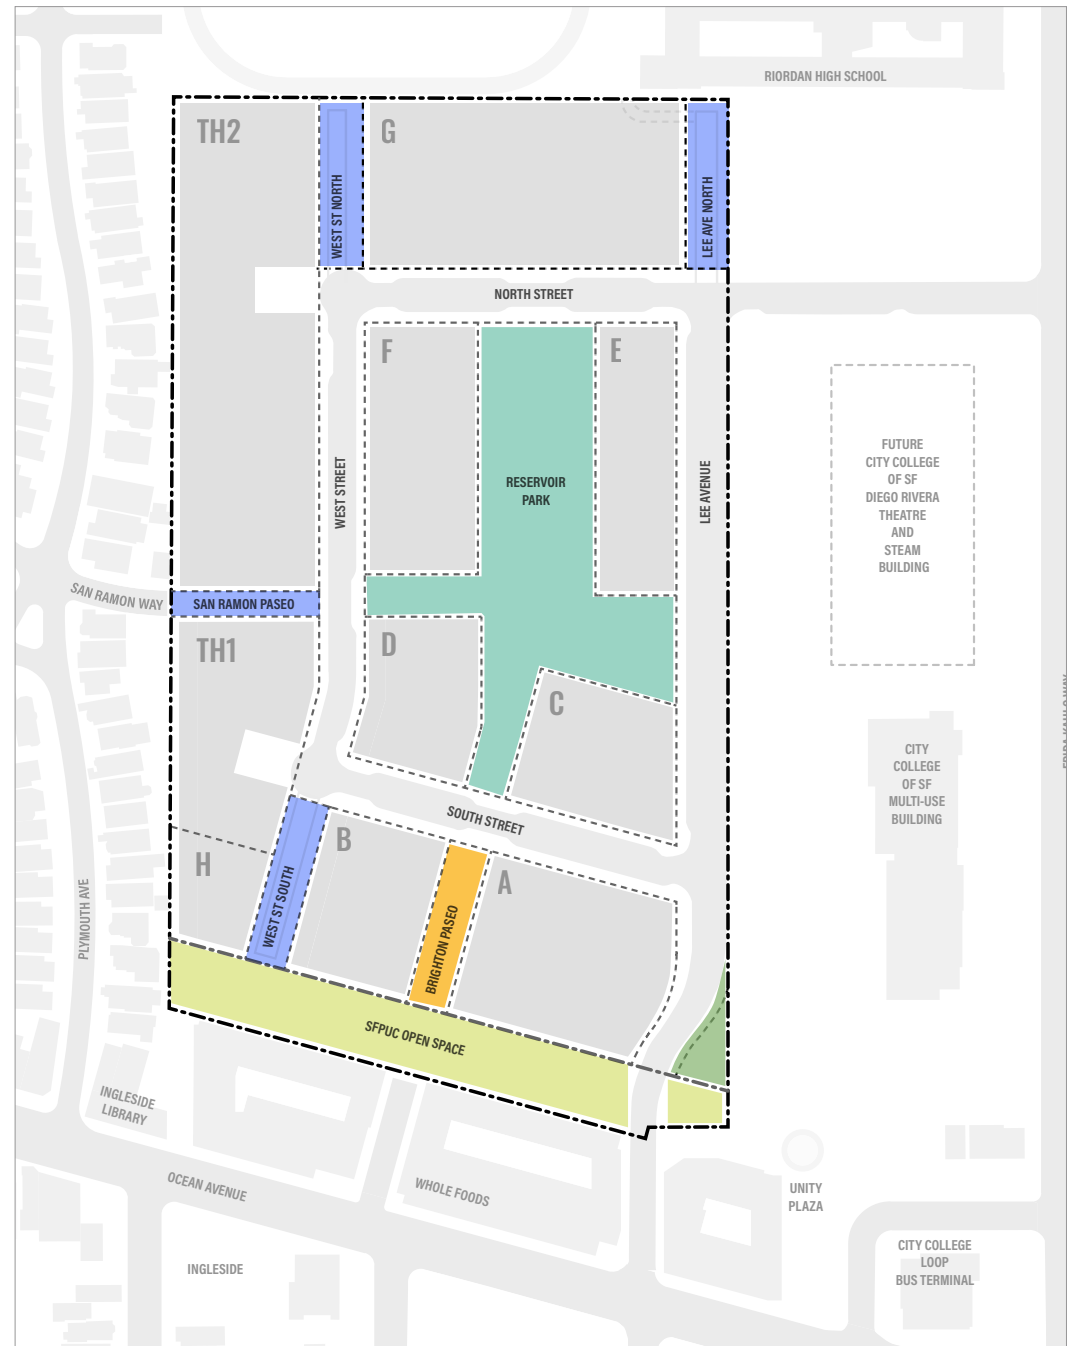 RIORDAN HIGH SCHOOL
TH2
G
WEST ST NORTH
LEE AVE NORTH
NORTH STREET
F
E
WEST STREET
RESERVOIR
PARK
LEE AVENUE
FUTURE
CITY COLLEGE
OF SF
DIEGO RIVERA
THEATRE
AND
STEAM
BUILDING
SAN RAMON WAY
SAN RAMON PASEO
TH1
D
C
CITY
COLLEGE
OF SF
MULTI-USE
BUILDING
SOUTH STREET
B
H
A
WEST ST SOUTH
BRIGHTON PASEO
PLYMOUTH AVE
SFPUC OPEN SPACE
INGLESIDE
LIBRARY
OCEAN AVENUE
WHOLE FOODS
UNITY
PLAZA
INGLESIDE
CITY COLLEGE
LOOP
BUS TERMINAL